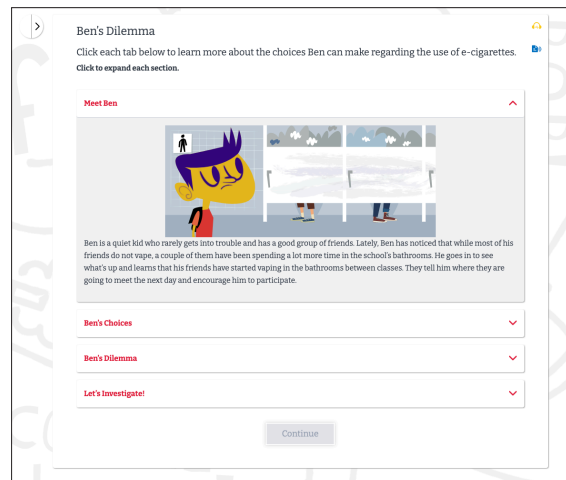 Ben's Dilemma
Click each tab below to learn more about the choices Ben can make regarding the use of e-cigarettes.
Click to expand each section.
Meet Ben
Ben is a quiet kid who rarely gets into trouble and has a good group of friends. Lately, Ben has noticed that while most of his
friends do not vape, a couple of them have been spending a lot more time in the school's bathrooms. He goes in to see
what's up and learns that his friends have started vaping in the bathrooms between classes. They tell him where they are
going to meet the next day and encourage him to participate.
Ben's Choices
Ben's Dilemma
Let's Investigate!
Continue